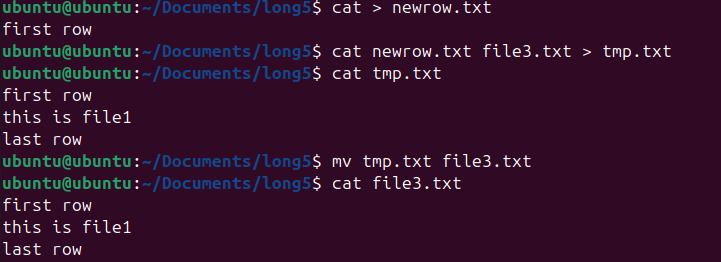 ubuntu@ubuntu:~/Documents/long5$ cat > newrow.txt
first row
ubuntu@ubuntu:~/Documents/long5$ cat newrow.txt file3.txt > tmp.txt
ubuntu@ubuntu:~/Documents/long5$ cat tmp.txt
first row
this is file1
last row
ubuntu@ubuntu:~/Documents/long5$ mv tmp.txt file3.txt
ubuntu@ubuntu:~/Documents/long5$ cat file3.txt
first row
this is file1
last row